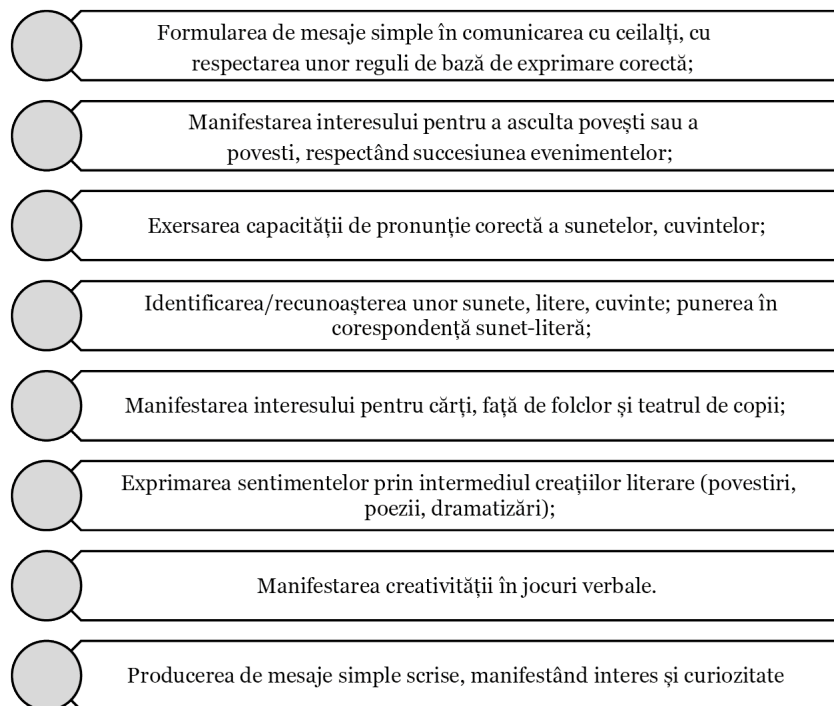 Formularea de mesaje simple în comunicarea cu ceilalți, cu
respectarea unor reguli de bază de exprimare corectă;
Manifestarea interesului pentru a asculta povești sau a
povesti, respectând succesiunea evenimentelor;
Exersarea capacității de pronunție corectă a sunetelor, cuvintelor;
Identificarea/recunoașterea unor sunete, litere, cuvinte; punerea în
corespondență sunet-literă;
Manifestarea interesului pentru cărți, față de folclor și teatrul de copii;
Exprimarea sentimentelor prin intermediul creațiilor literare (povestiri,
poezii, dramatizări);
Manifestarea creativității în jocuri verbale.
Producerea de mesaje simple scrise, manifestând interes și curiozitate